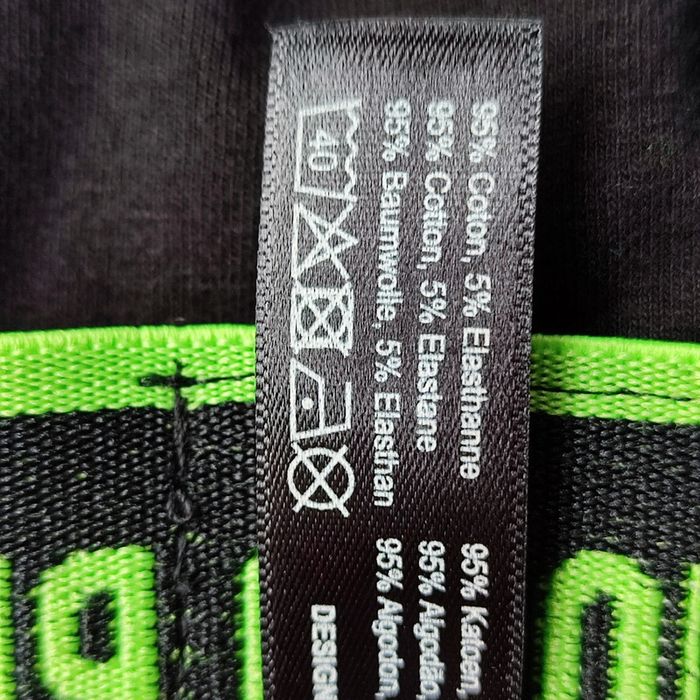 40
95% Baumwolle, 5% Elasthan
95% Cotton, 5% Elastane
95% Coton, 5% Elasthanne
95% Algodón,
95% Algodão,
95% Katoen,
DESIGN